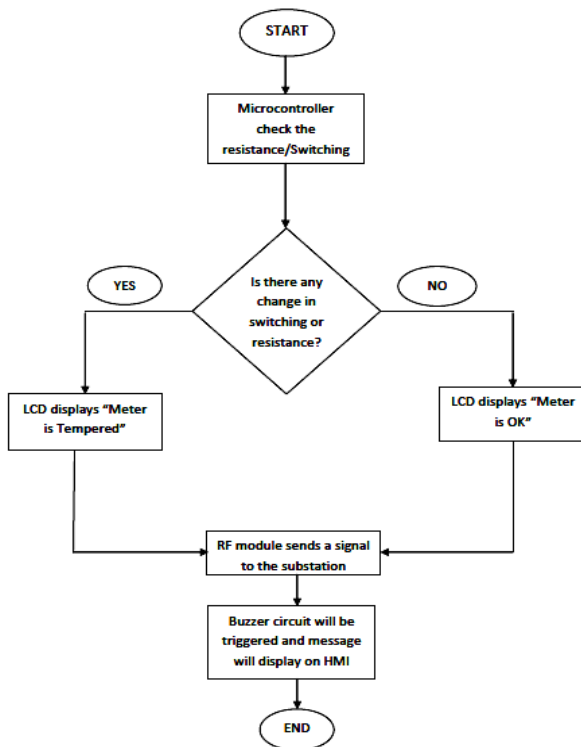 START
Microcontroller
check the
resistance/Switching
Is there any
change in
switching or
resistance?
YES
NO
LCD displays “Meter
is Tempered”
LCD displays “Meter
is OK”
RF module sends a signal
to the substation
Buzzer circuit will be
triggered and message
will display on HMI
END